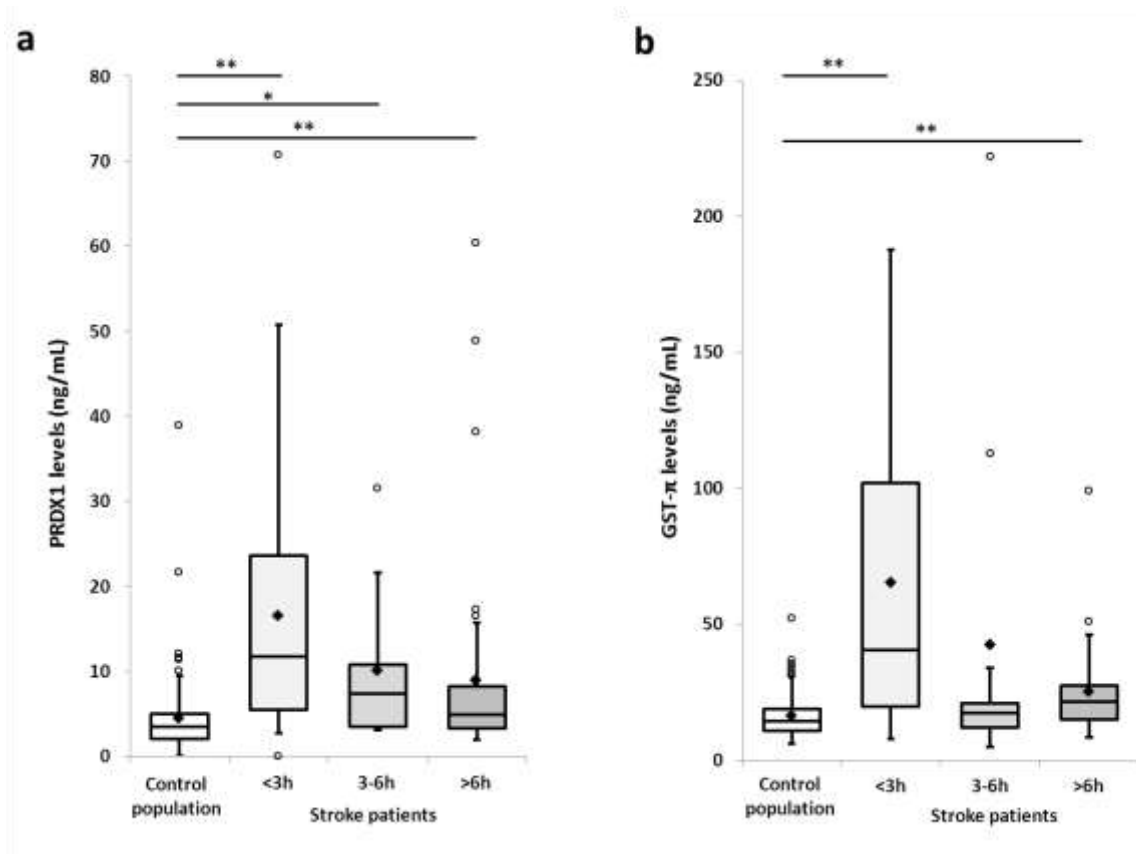 a
**
*
**
80
70
60
50
40
30
20
10
0
PRDX1 levels (ng/mL)
Control
population
<3h
3-6h
>6h
Stroke patients
b
**
**
250
200
150
100
50
0
GST-π levels (ng/mL)
Control
population
<3h
3-6h
>6h
Stroke patients